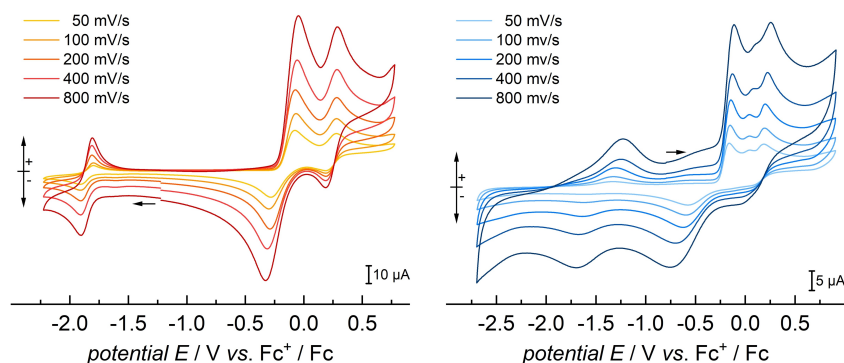 50 mV/s
100 mV/s
200 mV/s
400 mV/s
800 mV/s
+
-
10 µA
-2.0 -1.5 -1.0 -0.5 0.0 0.5
potential E / V vs. Fc⁺ / Fc
50 mV/s
100 mv/s
200 mv/s
400 mv/s
800 mv/s
+
-
5 µA
-2.5 -2.0 -1.5 -1.0 -0.5 0.0 0.5
potential E / V vs. Fc⁺ / Fc